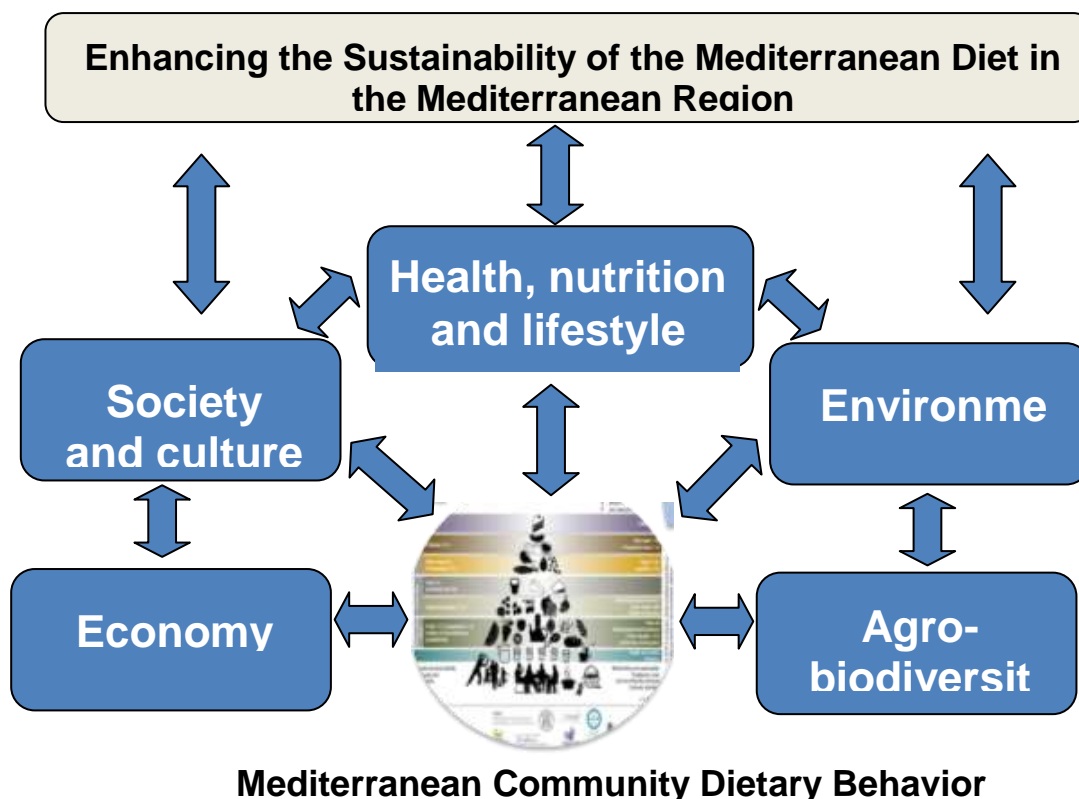 Enhancing the Sustainability of the Mediterranean Diet in
the Mediterranean Region
Health, nutrition
and lifestyle
Society
and culture
Environme
Economy
Agro-
biodiversit
Mediterranean Community Dietary Behavior